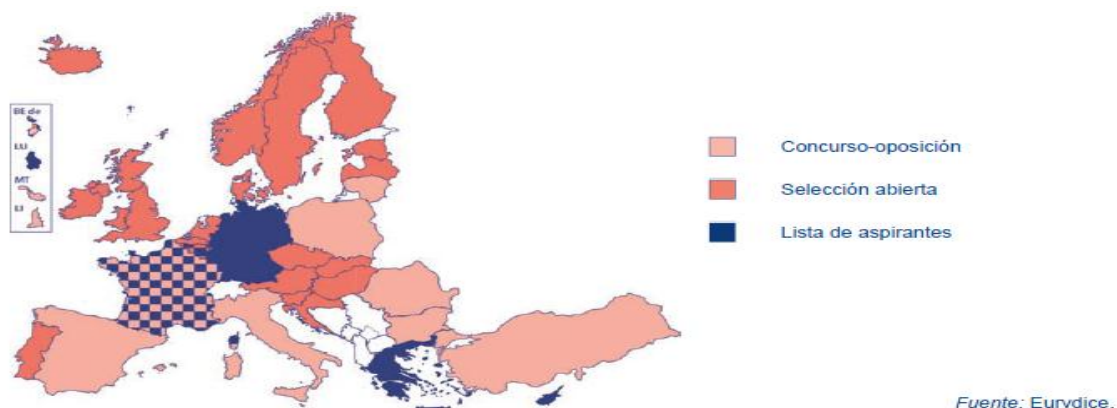 BE de
LU
MT
LI
Concurso-oposición
Selección abierta
Lista de aspirantes
Fuente: Eurydice.